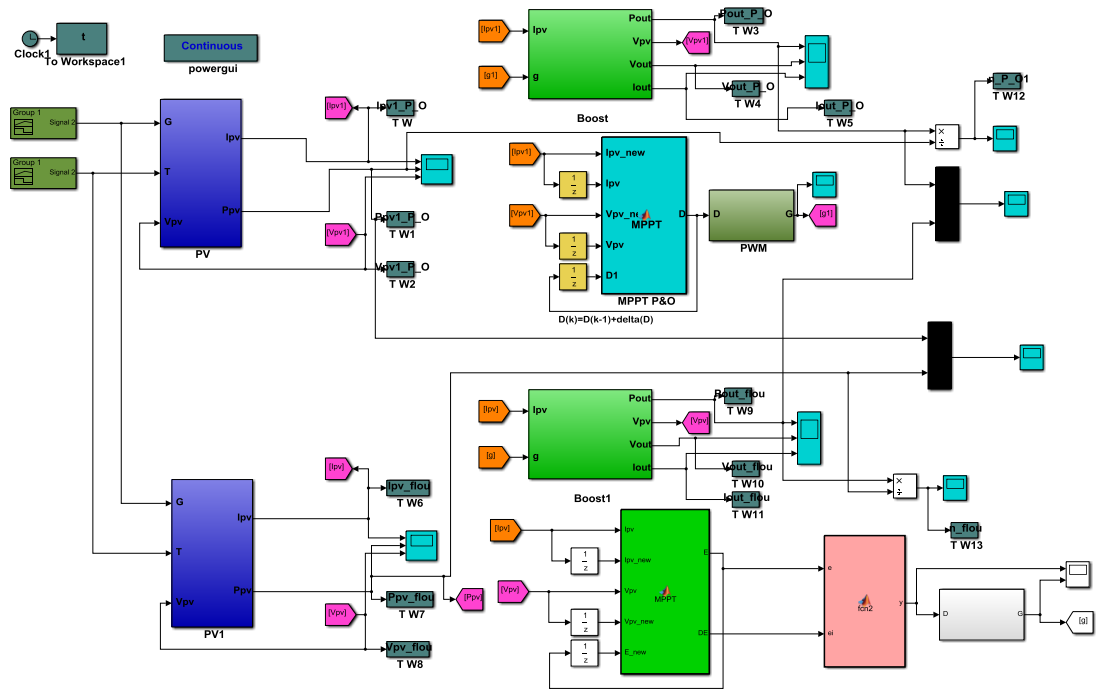 t
Clock1
To Workspace1
Continuous
powergui
Group 1
Signal 2
Group 1
Signal 2
G
T
Vpv
Ipv
Ppv
PV
[Ipv1]
Ipv1_P_O
T W
Ppv1_P_O
T W1
[Vpv1]
Vpv1_P_O
T W2
[Ipv1]
[g1]
Ipv
g
Pout
Vpv
Vout
Iout
Boost
[Vpv1]
Pout_P_O
T W3
Vout_P_O
T W4
Iout_P_O
T W5
T W12
×
÷
[Ipv1]
[Vpv1]
1
z
1
z
1
z
Ipv_new
Ipv
Vpv
D1
MPPT
D
MPPT P&O
D(k)=D(k-1)+delta(D)
D
G
PWM
[g1]
[Ipv]
[g]
Ipv
g
Pout
Vpv
Vout
Iout
Boost1
[Vpv]
Pout_flou
T W9
Vout_flou
T W10
Iout_flou
T W11
×
÷
n_flou
T W13
G
T
Vpv
Ipv
Ppv
PV1
[Ipv]
Ipv_flou
T W6
Ppv_flou
T W7
[Ppv]
[Vpv]
Vpv_flou
T W8
[Ipv]
[Vpv]
1
z
1
z
1
z
Ipv
Ipv_new
Vpv
Vpv_new
E_new
MPPT
E
DE
e
ei
fcn2
y
D
G
[g]